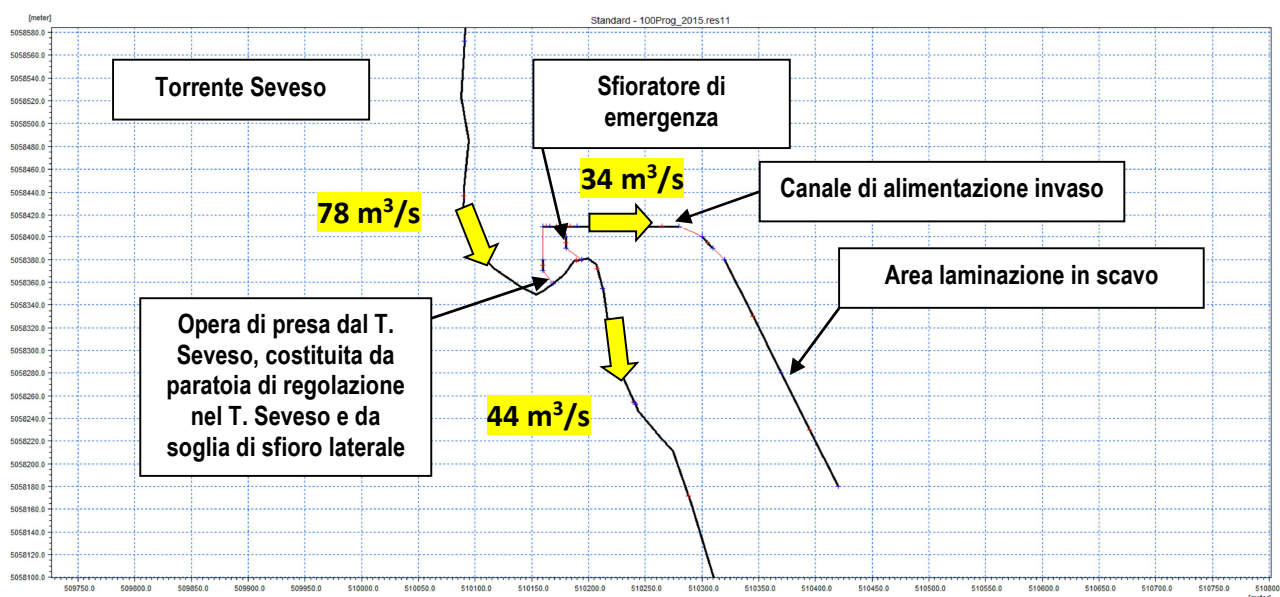 [meter]
Standard - 100Prog_2015.res11
5058580.0
5058560.0
5058540.0
5058520.0
5058500.0
5058480.0
5058460.0
5058440.0
5058420.0
5058400.0
5058380.0
5058360.0
5058340.0
5058320.0
5058300.0
5058280.0
5058260.0
5058240.0
5058220.0
5058200.0
5058180.0
5058160.0
5058140.0
5058120.0
5058100.0
Torrente Seveso
Sfioratore di
emergenza
34 m³/s
Canale di alimentazione invaso
78 m³/s
Area laminazione in scavo
Opera di presa dal T.
Seveso, costituita da
paratoia di regolazione
nel T. Seveso e da
soglia di sfioro laterale
44 m³/s
509750.0 509800.0 509850.0 509900.0 509950.0 510000.0 510050.0 510100.0 510150.0 510200.0 510250.0 510300.0 510350.0 510400.0 510450.0 510500.0 510550.0 510600.0 510650.0 510700.0 510750.0 510800.0
[meter]